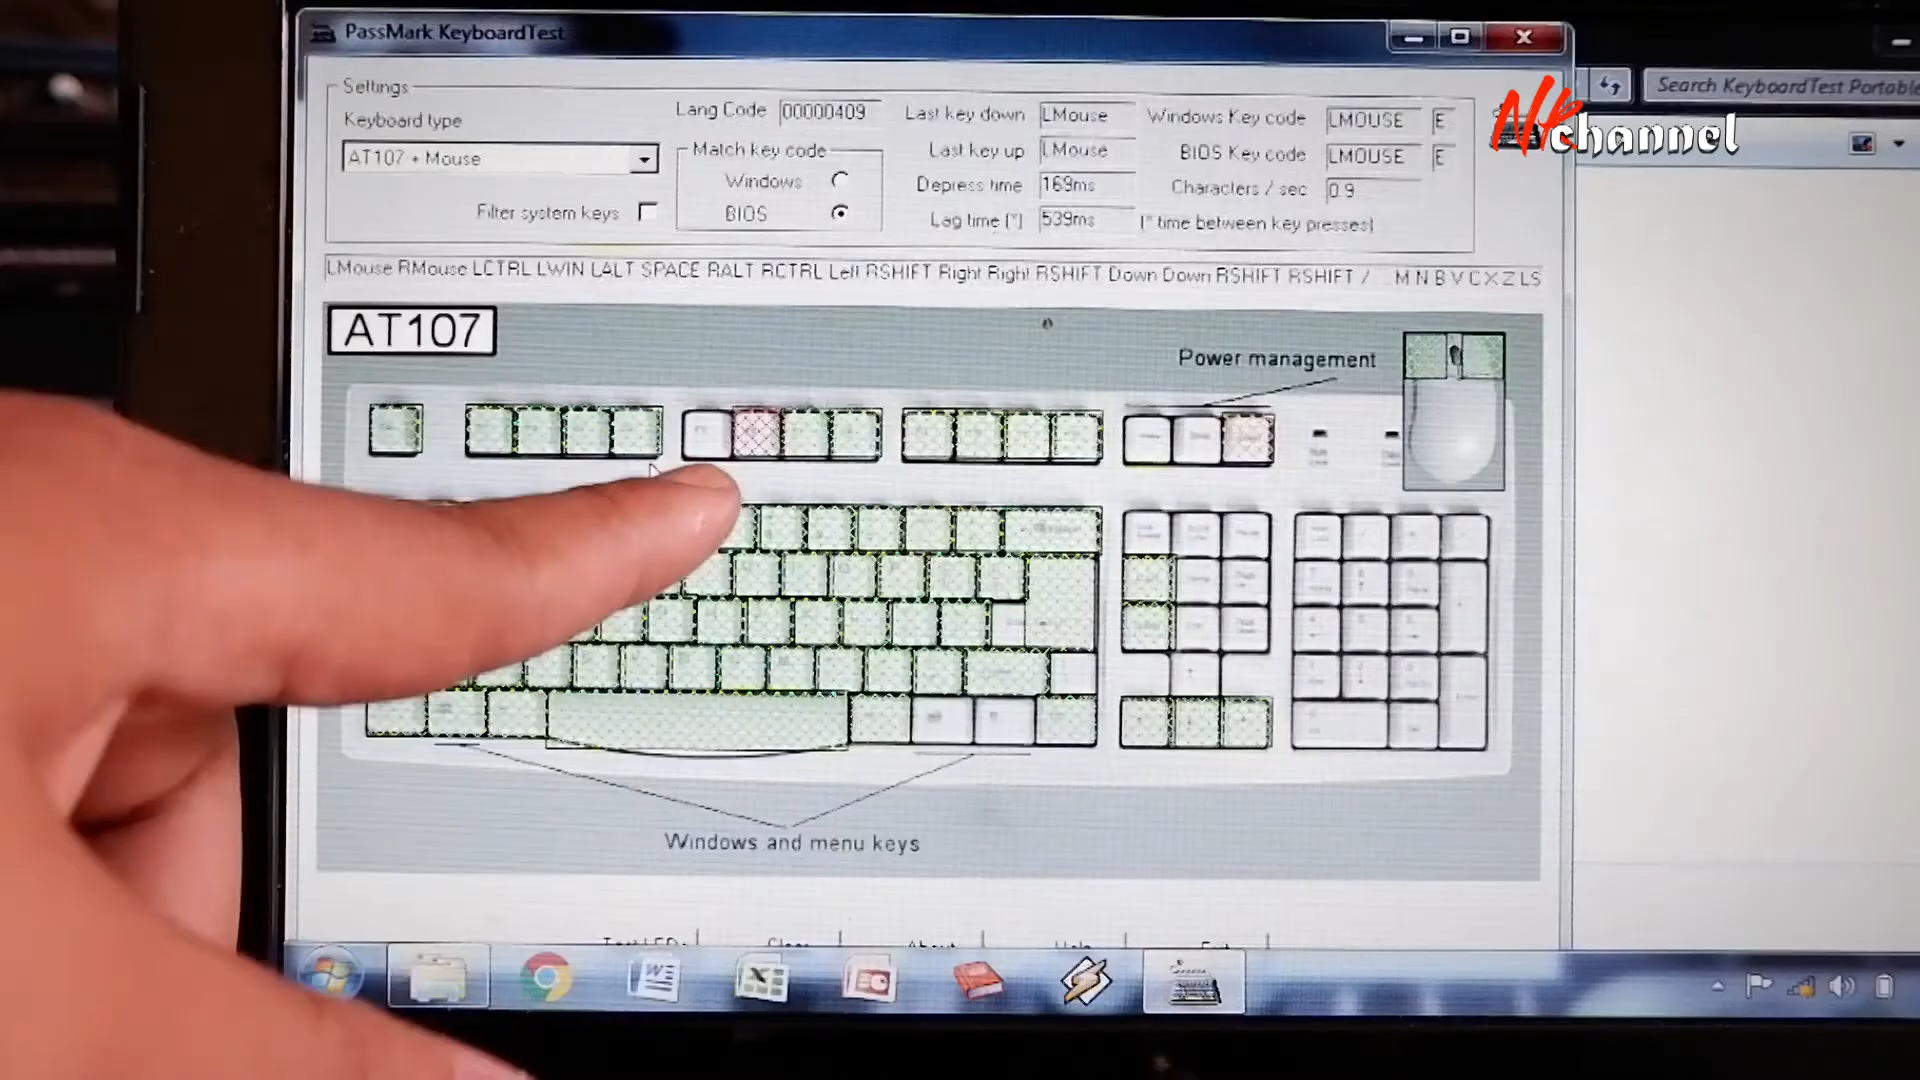 PassMark KeyboardTest
Settings
Keyboard type
AT107 + Mouse
Filter system keys
Lang Code 00000409
Match key code
Windows
BIOS
Last key down LMouse
Last key up LMouse
Depress time 169ms
Lag time (*) 539ms
Windows Key code LMOUSE E
BIOS Key code LMOUSE E
Characters / sec 0.9
(* time between key presses)
Search KeyboardTest Portable
channel
LMouse RMouse LCTRL LWIN LALT SPACE RALT RCTRL Left RSHIFT Right Right RSHIFT Down Down RSHIFT RSHIFT / . M N B V C X Z LS
AT107
Power management
Windows and menu keys